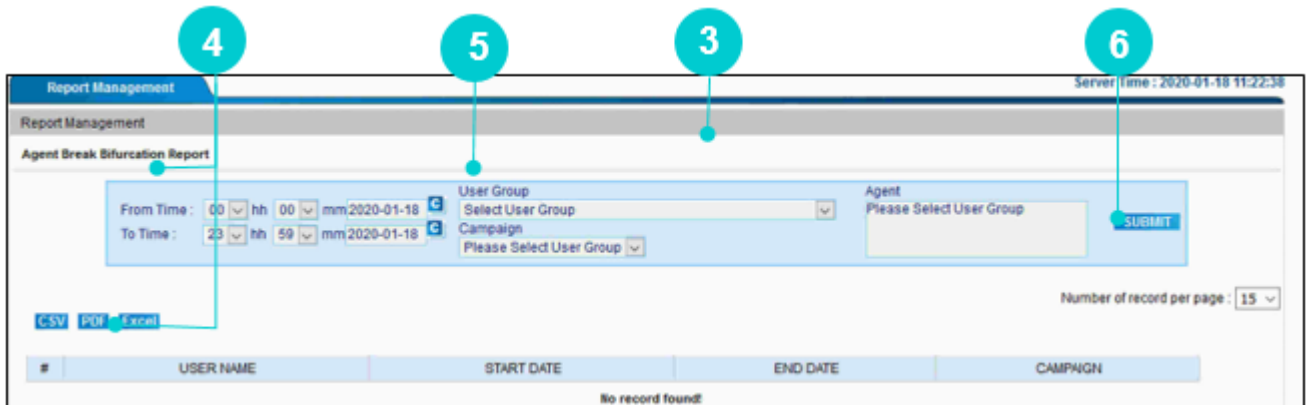 4 5 3 6
Report Management Server Time : 2020-01-18 11:22:38
Report Management
Agent Break Bifurcation Report
User Group Agent
From Time : 00 hh 00 mm 2020-01-18 C Select User Group Please Select User Group
To Time : 23 hh 59 mm 2020-01-18 C Campaign SUBMIT
Please Select User Group
Number of record per page : 15
CSV PDF Excel
# USER NAME START DATE END DATE CAMPAIGN
No record found!